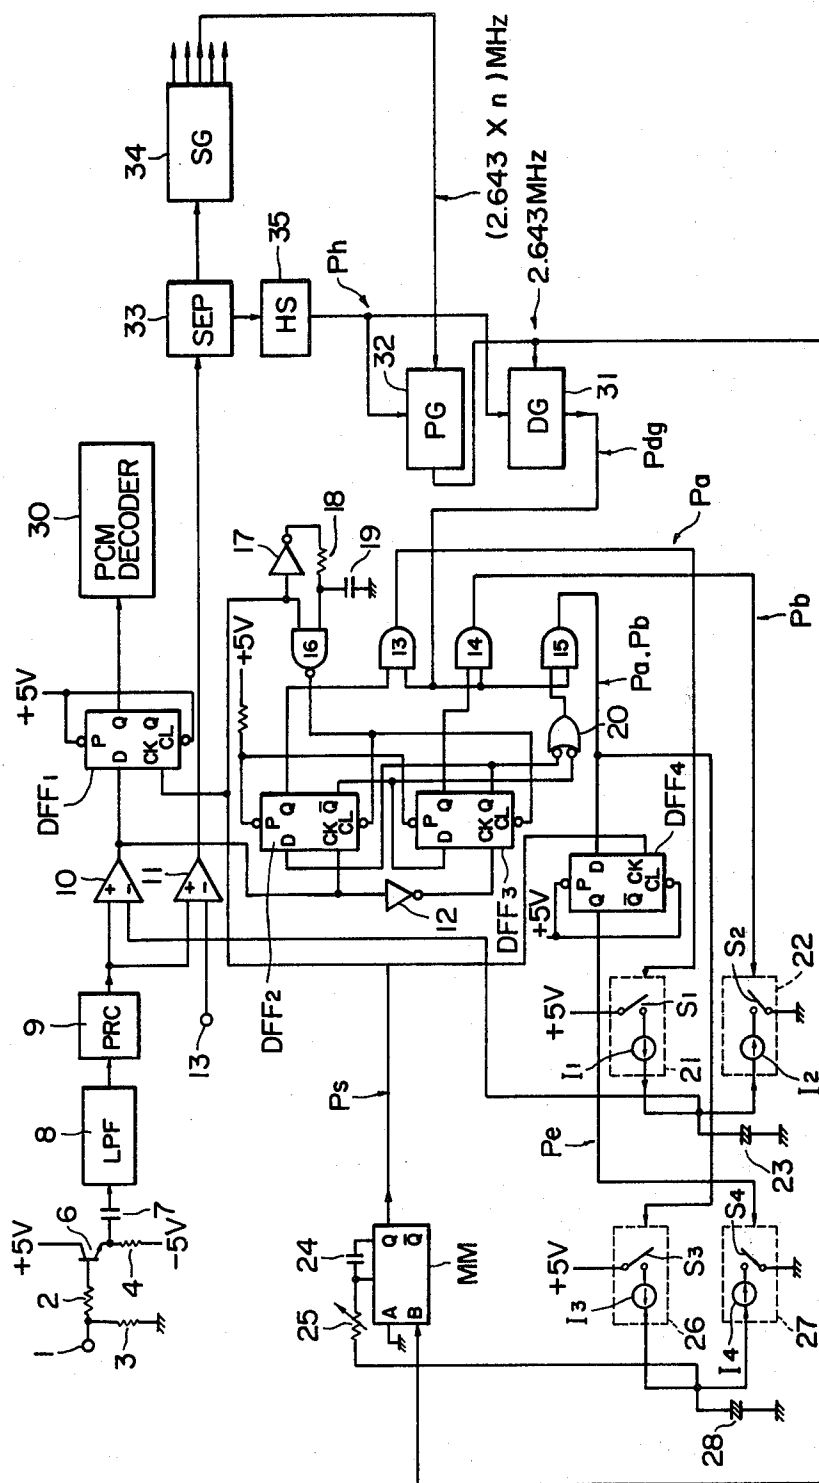 1
2
3
+5V
6
4
-5V
7
8
LPF
9
PRC
10
+
-
11
+
-
13
DFF1
+5V
P
D
Q
CK
Q
CL
30
PCM
DECODER
33
SEP
34
SG
35
HS
Ph
32
PG
(2.643 X n) MHz
2.643MHz
DG
31
Pdg
17
18
19
+5V
16
P
D
Q
CK
Q
CL
DFF2
12
P
D
Q
CK
Q
CL
DFF3
13
14
15
20
Pa
Pb
Pa.Pb
DFF4
+5V
P
Q
D
Q
CK
CL
Ps
24
25
Q
Q
A
B
MM
+5V
S1
I1
21
S2
22
I2
23
Pe
+5V
S3
I3
26
S4
I4
27
28